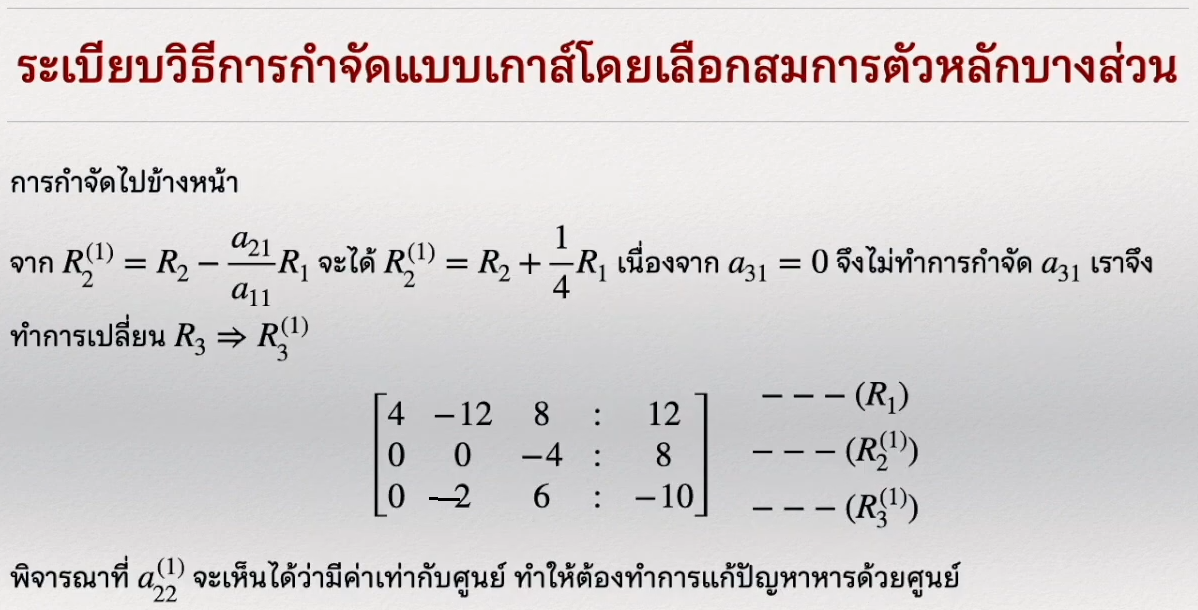 ระเบียบวิธีการกำจัดแบบเกาส์โดยเลือกสมการตัวหลักบางส่วน
การกำจัดไปข้างหน้า
จาก $R_2^{(1)} = R_2 - \frac{a_{21}}{a_{11}}R_1$ จะได้ $R_2^{(1)} = R_2 + \frac{1}{4}R_1$ เนื่องจาก $a_{31} = 0$ จึงไม่ทำการกำจัด $a_{31}$ เราจึง
ทำการเปลี่ยน $R_3 \Rightarrow R_3^{(1)}$
4 −12 8 : 12 − − − $(R_1)$
0 0 −4 : 8 − − − $(R_2^{(1)})$
0 −2 6 : −10 − − − $(R_3^{(1)})$
พิจารณาที่ $a_{22}^{(1)}$ จะเห็นได้ว่ามีค่าเท่ากับศูนย์ ทำให้ต้องทำการแก้ปัญหาหารด้วยศูนย์